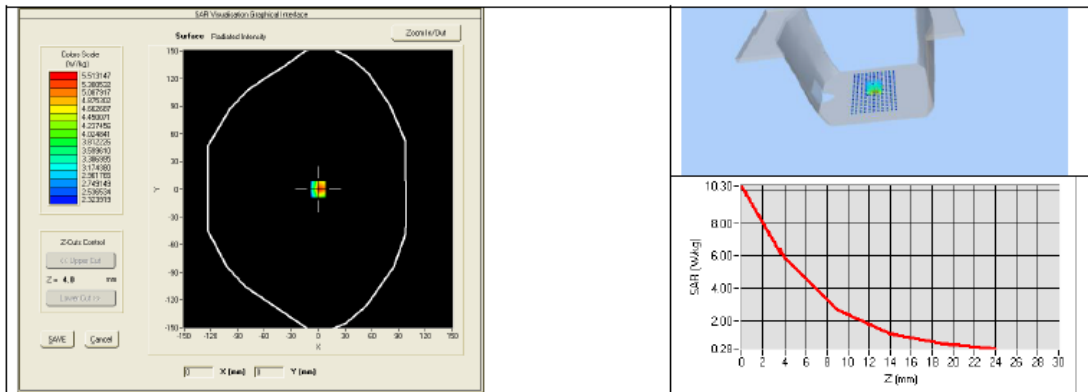 SAR Visualisation Graphical Interface
Surface Radiated Intensity
Zoom In/Out
Colors Scale
(W/kg)
5.513147
5.300532
5.087917
4.875302
4.662687
4.450071
4.237456
4.024841
3.812226
3.599610
3.386995
3.174380
2.961765
2.749149
2.536534
2.323919
Z-Cuts Control
<< Upper Cut
Z = 4.0 mm
Lower Cut >>
SAVE
Cancel
150
120
90
60
30
0
-30
-60
-90
-120
-150
Y
-150 -120 -90 -60 -30 0 30 60 90 120 150
X
0 X (mm) 0 Y (mm)
10.30
8.00
6.00
4.00
2.00
0.28
SAR (W/kg)
0 2 4 6 8 10 12 14 16 18 20 22 24 26 28 30
Z (mm)